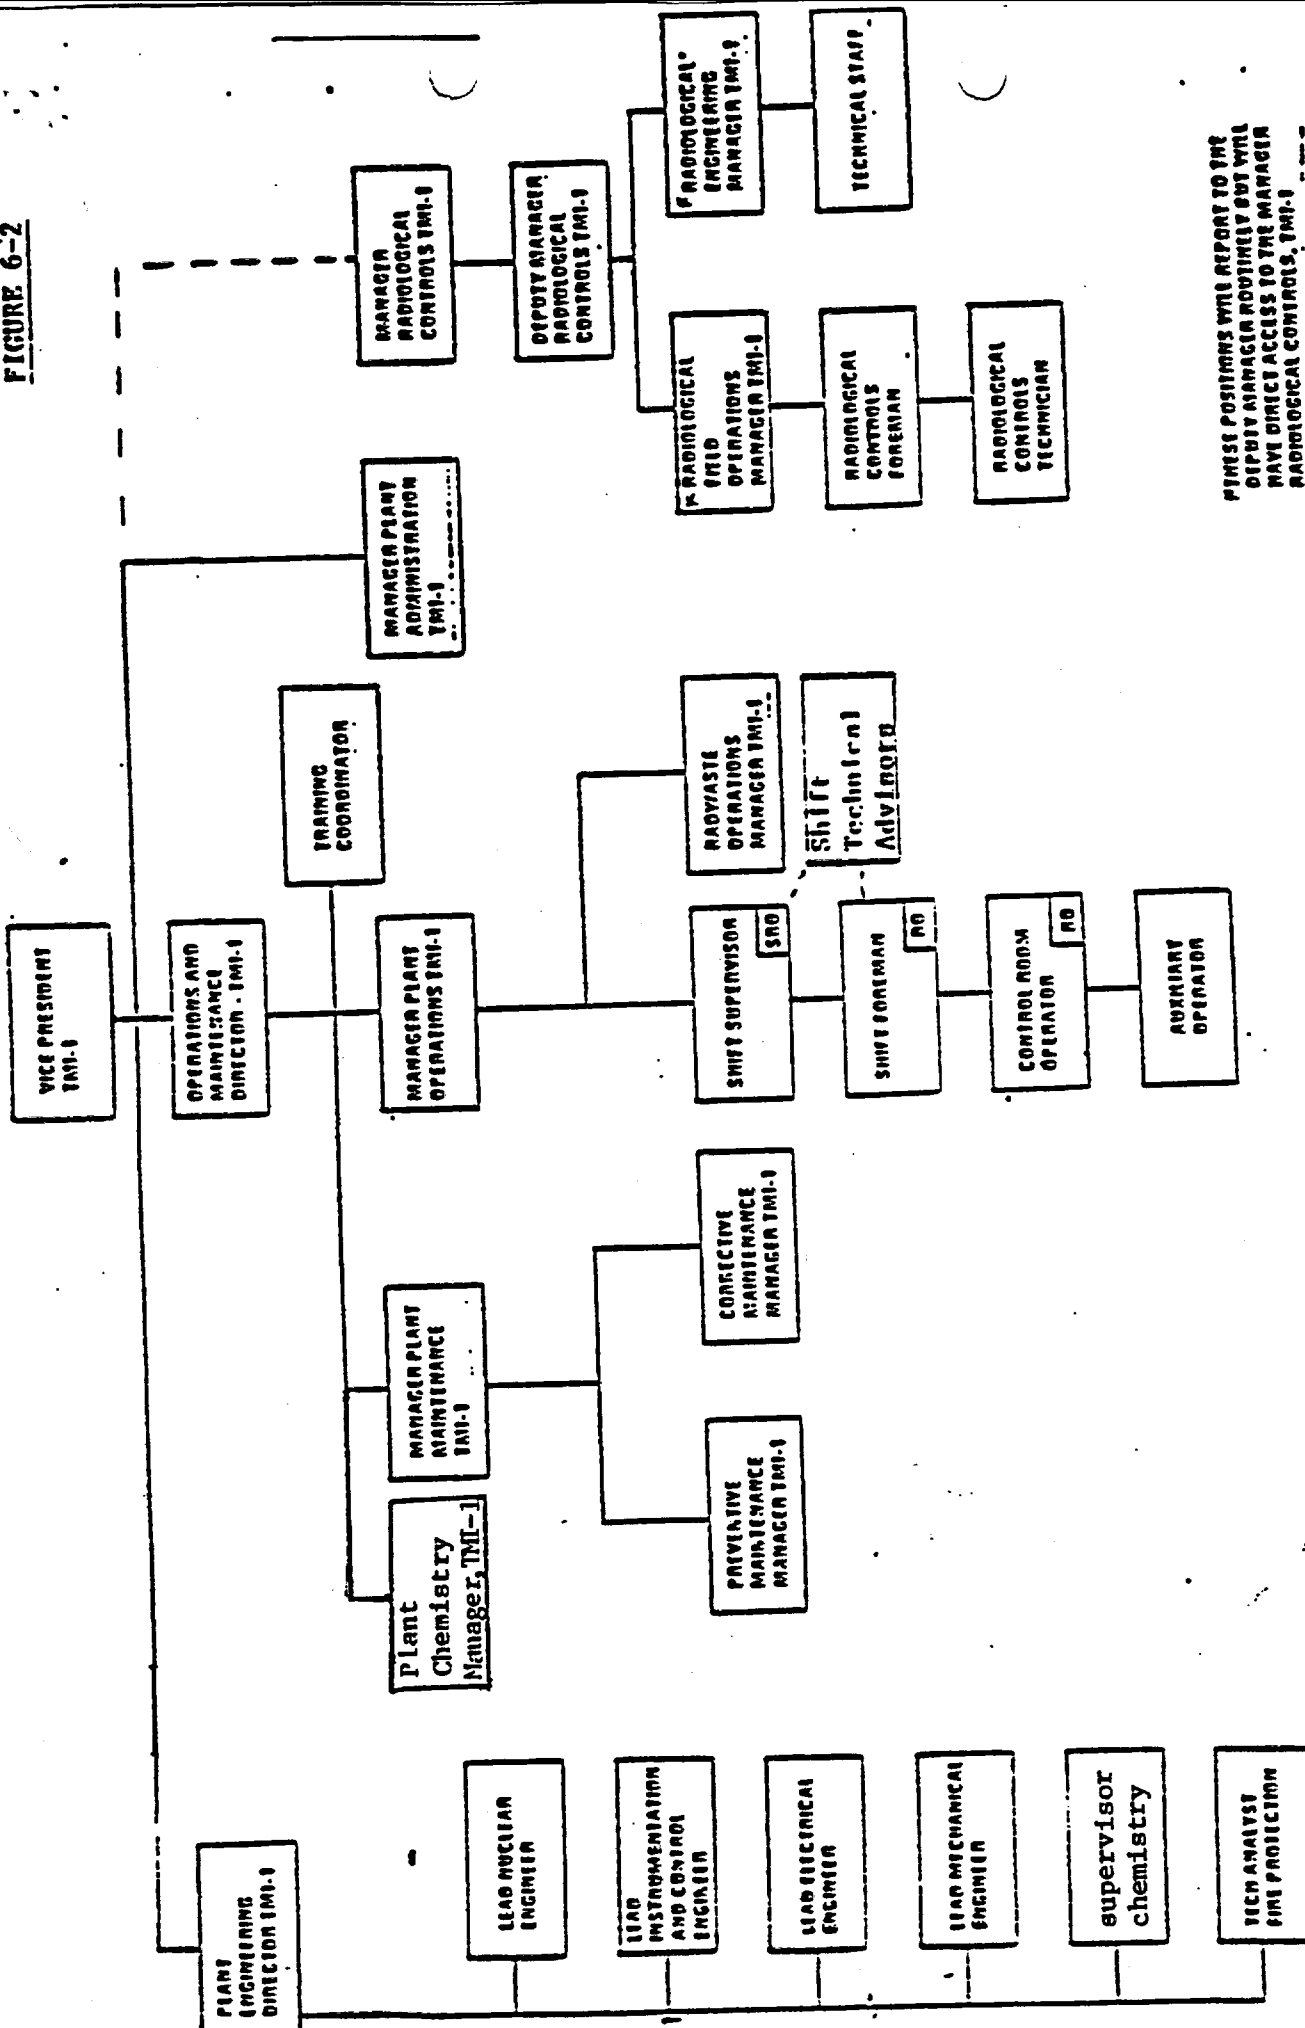 FIGURE 6-2
VICE PRESIDENT
TMI-1
PLANT
ENGINEERING
DIRECTOR TMI-1
OPERATIONS AND
MAINTENANCE
DIRECTOR - TMI-1
TRAINING
COORDINATOR
MANAGER PLANT
ADMINISTRATION
TMI-1
MANAGER
RADIOLOGICAL
CONTROLS TMI-1
Plant
Chemistry
Manager, TMI-1
MANAGER PLANT
MAINTENANCE
TMI-1
MANAGER PLANT
OPERATIONS TMI-1
DEPUTY MANAGER
RADIOLOGICAL
CONTROLS TMI-1
LEAD NUCLEAR
ENGINEER
LEAD
INSTRUMENTATION
AND CONTROL
ENGINEER
LEAD ELECTRICAL
ENGINEER
LEAD MECHANICAL
ENGINEER
supervisor
chemistry
TECH ANALYST
FIRE PROTECTION
PREVENTIVE
MAINTENANCE
MANAGER TMI-1
CORRECTIVE
MAINTENANCE
MANAGER TMI-1
SHIFT SUPERVISOR
SRO
RADWASTE
OPERATIONS
MANAGER TMI-1
Shift
Technical
Advisors
SHIFT FOREMAN
RO
CONTROL ROOM
OPERATOR
RO
AUXILIARY
OPERATOR
* RADIOLOGICAL
FIELD
OPERATIONS
MANAGER TMI-1
RADIOLOGICAL
CONTROLS
FOREMAN
RADIOLOGICAL
CONTROLS
TECHNICIAN
RADIOLOGICAL
ENGINEERING
MANAGER TMI-1
TECHNICAL STAFF
THESE POSITIONS WILL REPORT TO THE
DEPUTY MANAGER ROUTINELY BUT WILL
HAVE DIRECT ACCESS TO THE MANAGER
RADIOLOGICAL CONTROLS, TMI-1